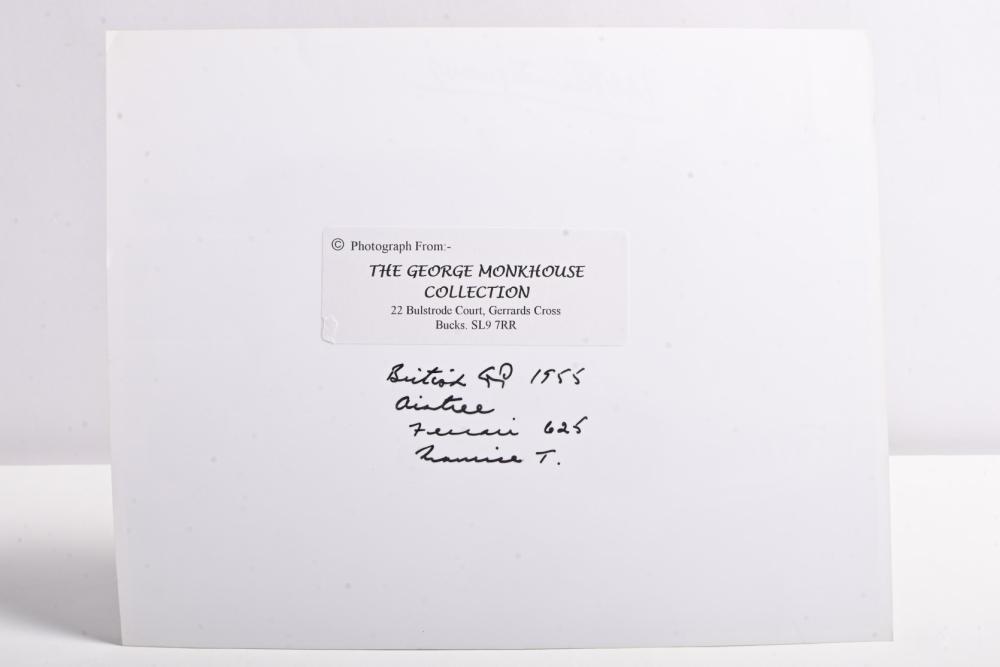 © Photograph From:-
THE GEORGE MONKHOUSE
COLLECTION
22 Bulstrode Court, Gerrards Cross
Bucks. SL9 7RR
British GP 1955
Aintree
Ferrari 625
Maurice T.